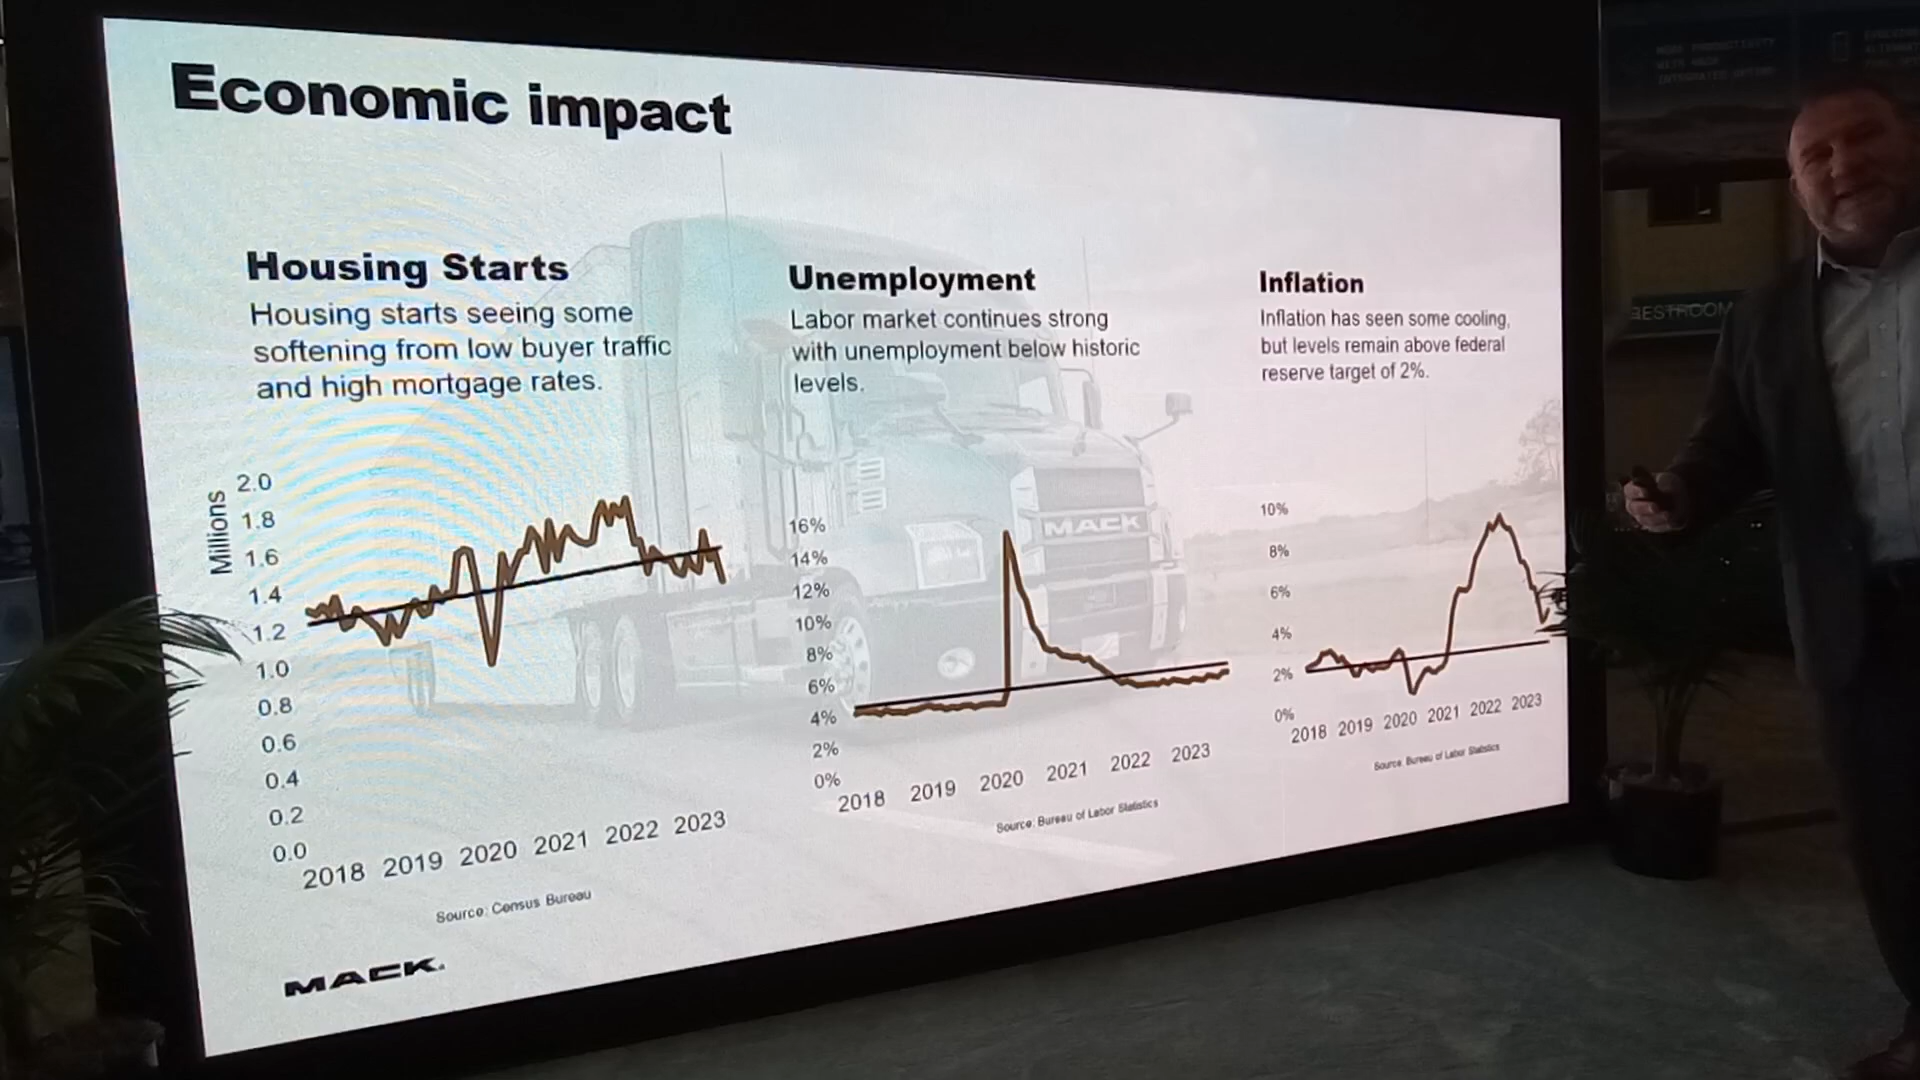 Economic impact
Housing Starts
Housing starts seeing some
softening from low buyer traffic
and high mortgage rates.
Millions
2.0
1.8
1.6
1.4
1.2
1.0
0.8
0.6
0.4
0.2
0.0
2018 2019 2020 2021 2022 2023
Source: Census Bureau
Unemployment
Labor market continues strong
with unemployment below historic
levels.
16%
14%
12%
10%
8%
6%
4%
2%
0%
2018 2019 2020 2021 2022 2023
Source: Bureau of Labor Statistics
Inflation
Inflation has seen some cooling,
but levels remain above federal
reserve target of 2%.
10%
8%
6%
4%
2%
0%
2018 2019 2020 2021 2022 2023
Source: Bureau of Labor Statistics
MACK
MACK.